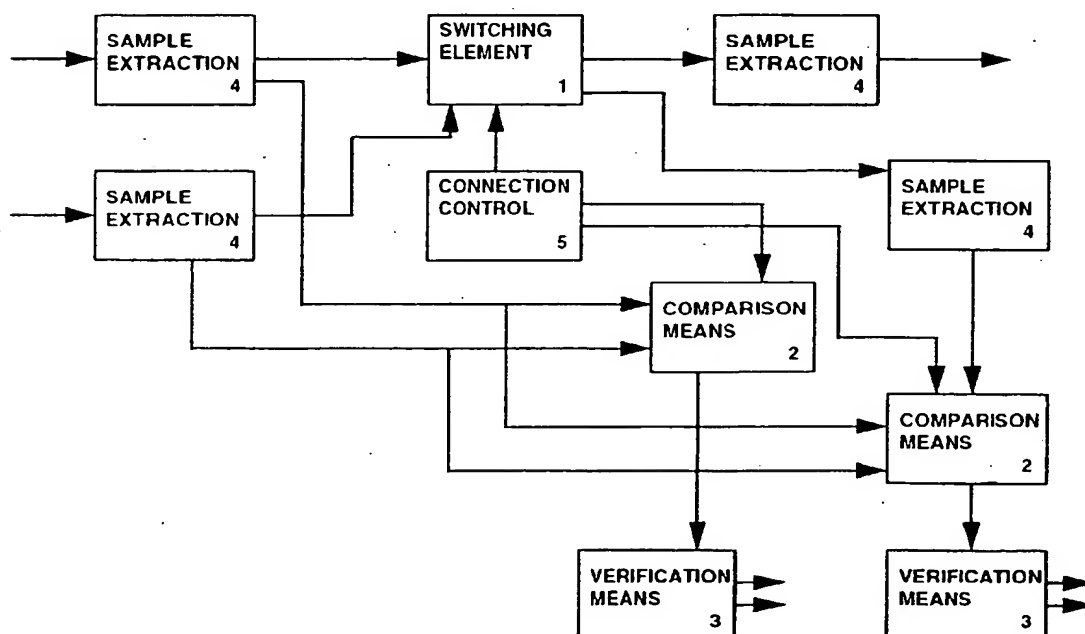 SAMPLE
EXTRACTION
4
SWITCHING
ELEMENT
1
SAMPLE
EXTRACTION
4
SAMPLE
EXTRACTION
4
CONNECTION
CONTROL
5
SAMPLE
EXTRACTION
4
COMPARISON
MEANS
2
COMPARISON
MEANS
2
VERIFICATION
MEANS
3
VERIFICATION
MEANS
3